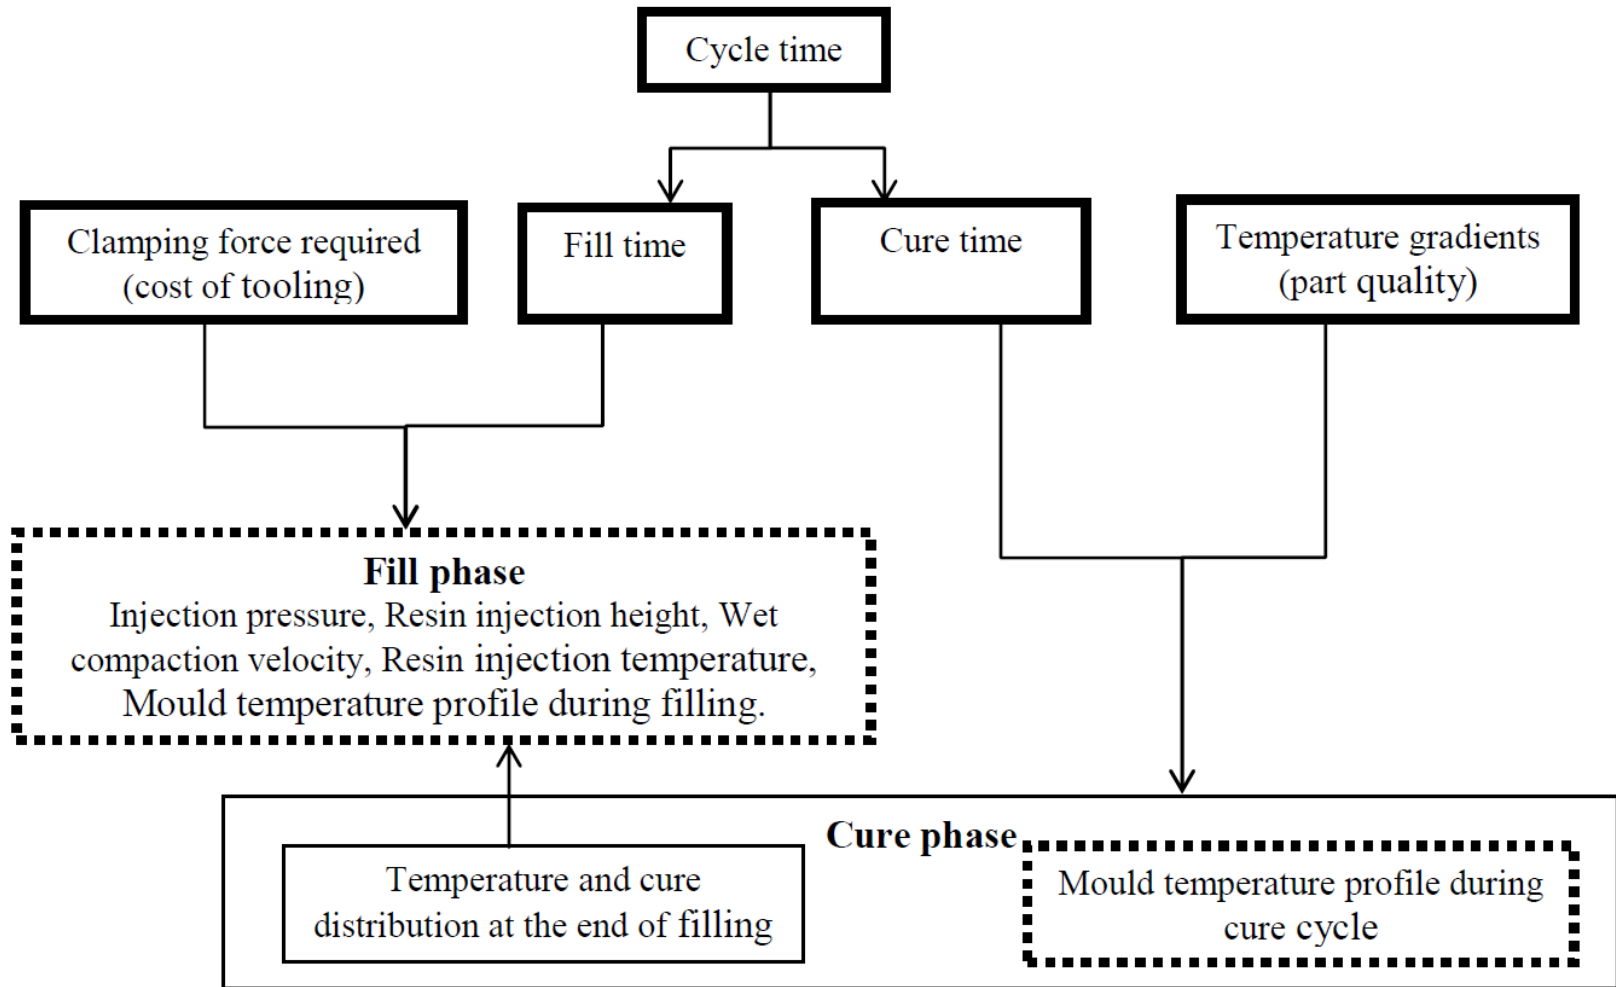 Cycle time
Clamping force required
(cost of tooling)
Fill time
Cure time
Temperature gradients
(part quality)
Fill phase
Injection pressure, Resin injection height, Wet
compaction velocity, Resin injection temperature,
Mould temperature profile during filling.
Cure phase
Temperature and cure
distribution at the end of filling
Mould temperature profile during
cure cycle